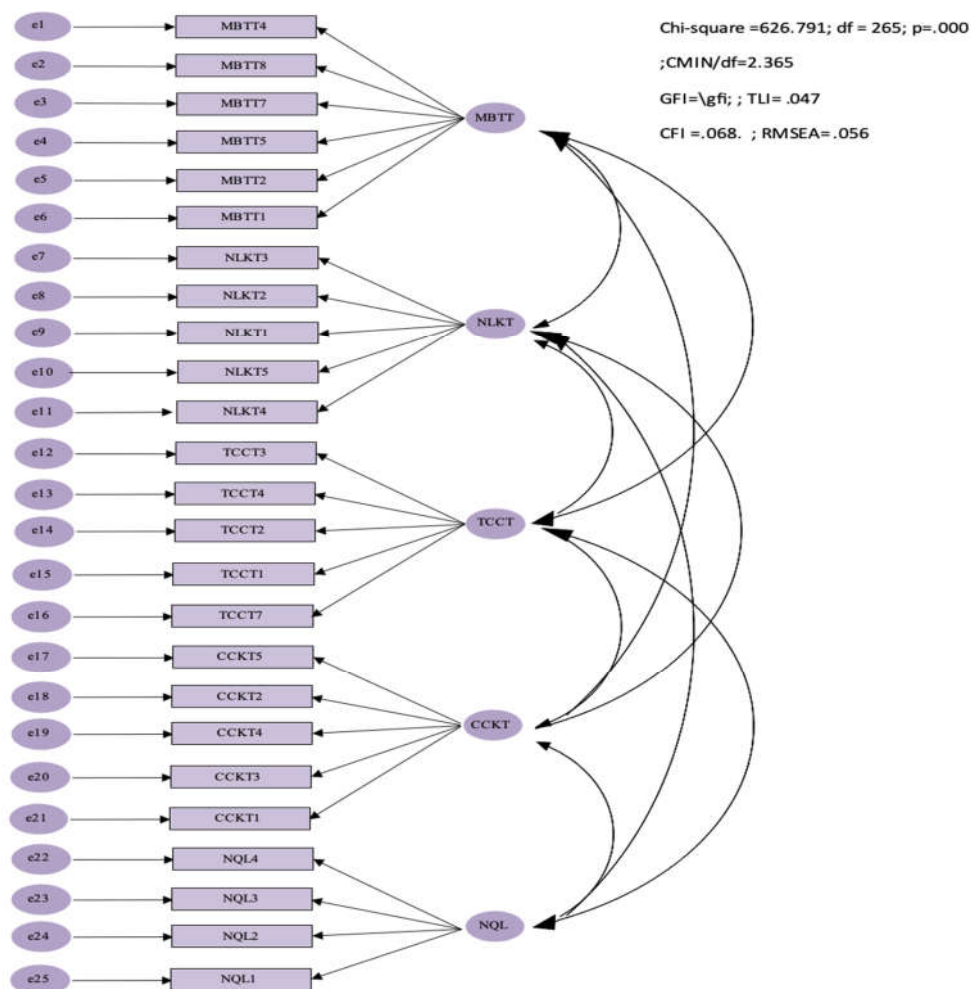 e1 MBTT4
e2 MBTT8
e3 MBTT7
e4 MBTT5
e5 MBTT2
e6 MBTT1
MBTT
e7 NLKT3
e8 NLKT2
e9 NLKT1
e10 NLKT5
e11 NLKT4
NLKT
e12 TCCT3
e13 TCCT4
e14 TCCT2
e15 TCCT1
e16 TCCT7
TCCT
e17 CCKT5
e18 CCKT2
e19 CCKT4
e20 CCKT3
e21 CCKT1
CCKT
e22 NQL4
e23 NQL3
e24 NQL2
e25 NQL1
NQL
Chi-square =626.791; df = 265; p=.000
;CMIN/df=2.365
GFI=\gfi; ; TLI= .047
CFI =.068. ; RMSEA= .056